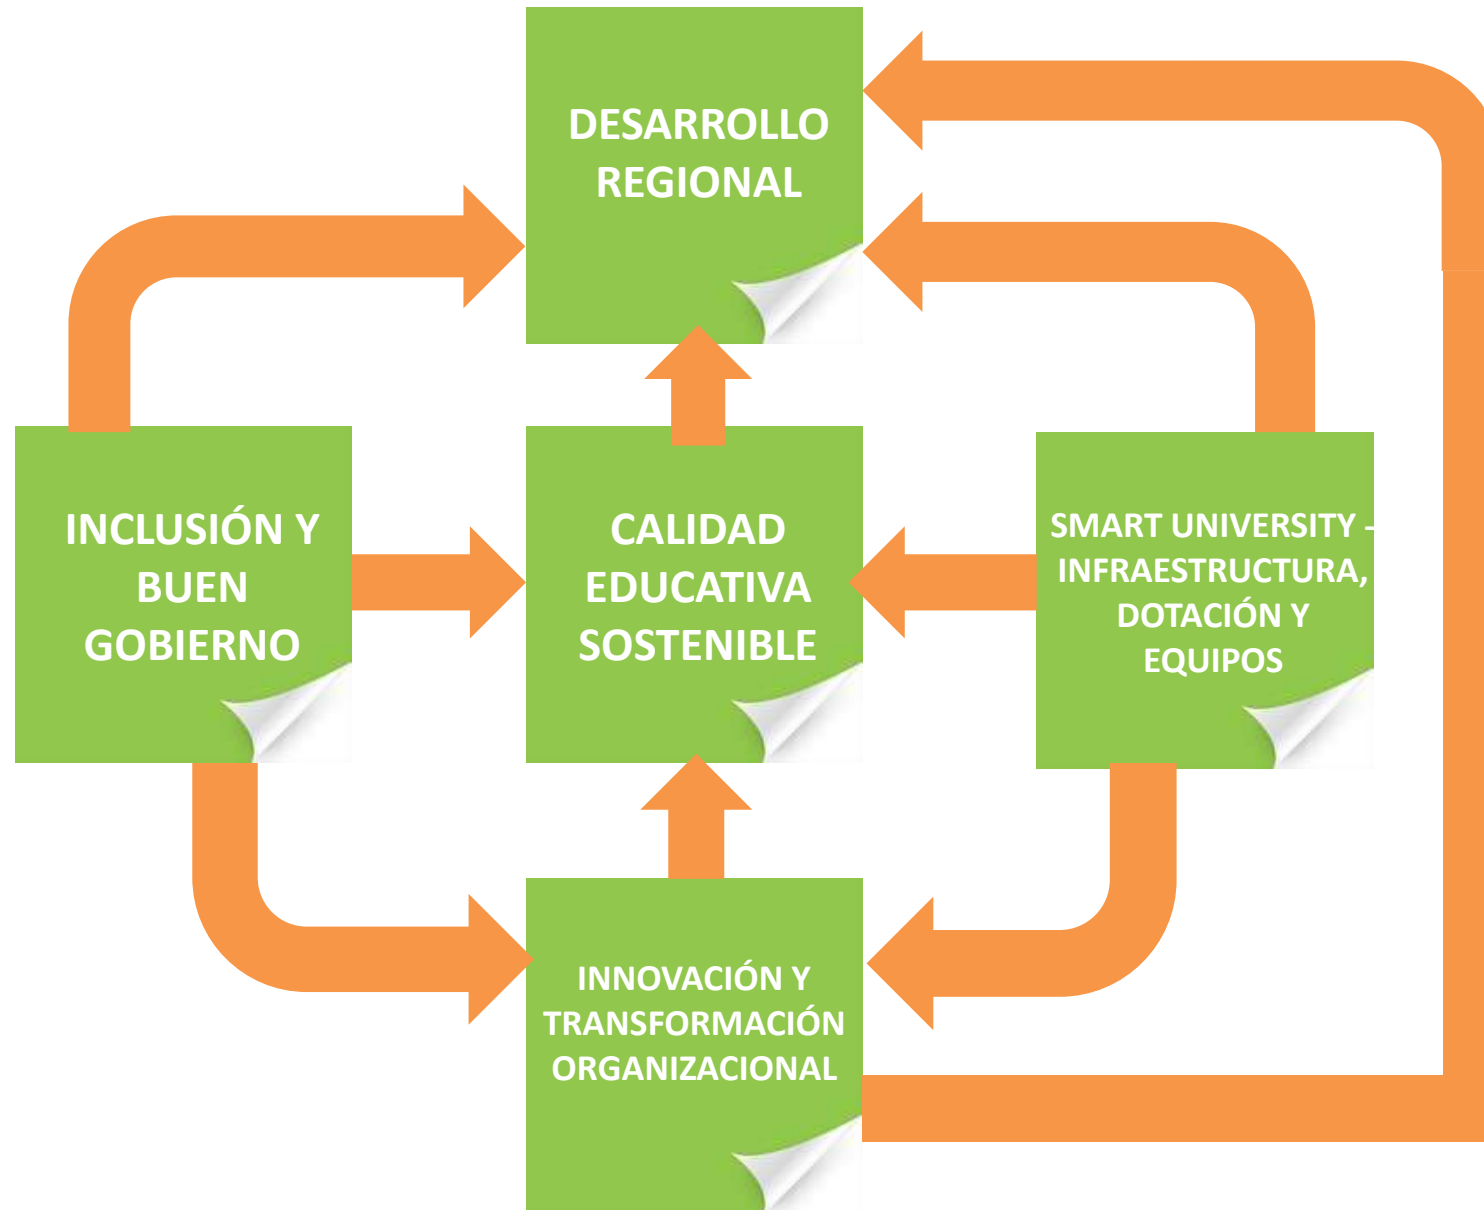 DESARROLLO
REGIONAL
INCLUSIÓN Y
BUEN
GOBIERNO
CALIDAD
EDUCATIVA
SOSTENIBLE
SMART UNIVERSITY -
INFRAESTRUCTURA,
DOTACIÓN Y
EQUIPOS
INNOVACIÓN Y
TRANSFORMACIÓN
ORGANIZACIONAL